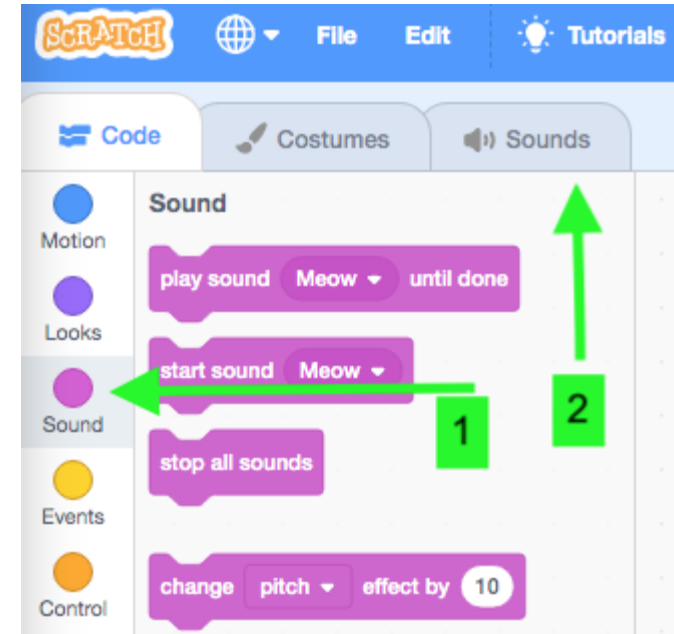 SCRATCH File Edit Tutorials
Code Costumes Sounds
Motion
Looks
Sound
Events
Control
Sound
play sound Meow until done
start sound Meow
stop all sounds
change pitch effect by 10
1
2